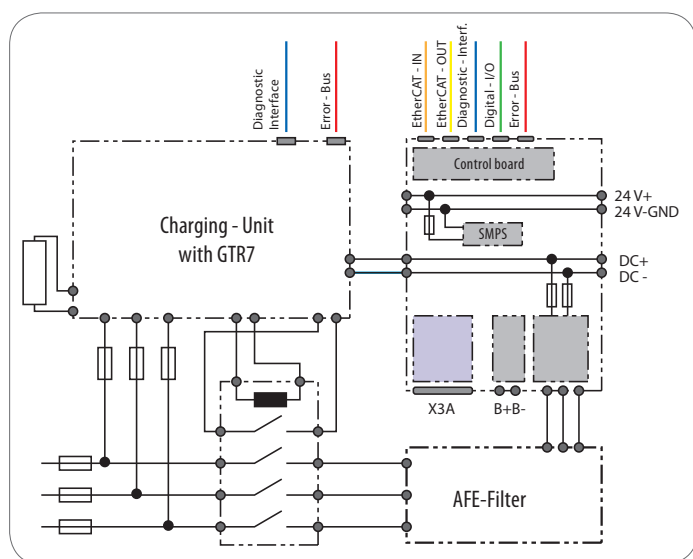 Diagnostic
Interface
Error - Bus
EtherCAT - IN
EtherCAT - OUT
Diagnostic - Interf.
Digital - I/O
Error - Bus
Control board
24 V+
24 V-GND
SMPS
Charging - Unit
with GTR7
DC+
DC -
X3A
B+B-
AFE-Filter